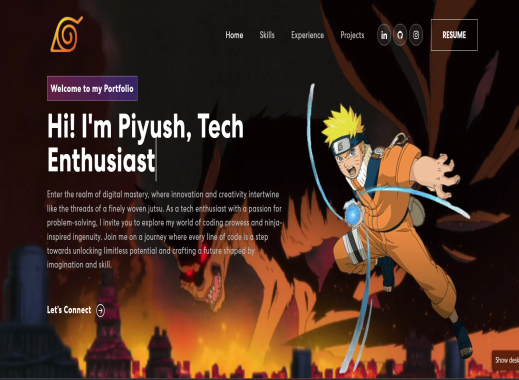 Home Skills Experience Projects RESUME
Welcome to my Portfolio
Hi! I'm Piyush, Tech
Enthusiast
Enter the realm of digital mastery, where innovation and creativity intertwine
like the threads of a finely woven jutsu. As a tech enthusiast with a passion for
problem-solving, I invite you to explore my world of coding prowess and ninja-
inspired ingenuity. Join me on a journey where every line of code is a step
towards unlocking limitless potential and crafting a future shaped by
imagination and skill.
Let's Connect
Show desk